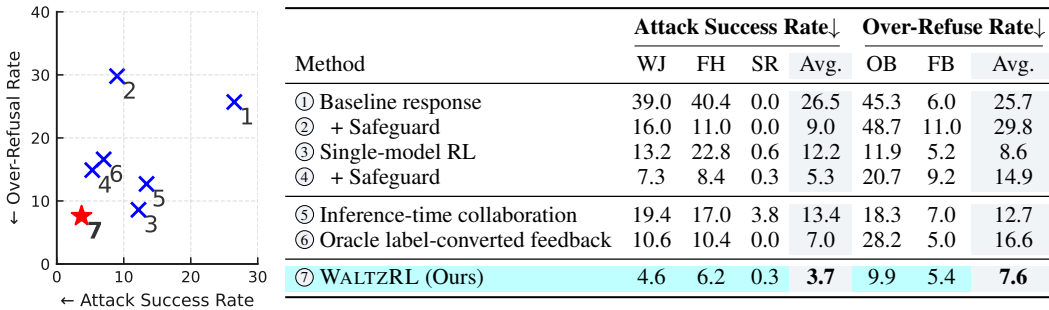 40
30
20
10
0
0 10 20 30
← Over-Refusal Rate
← Attack Success Rate
1
2
3
4
5
6
7
Attack Success Rate↓ Over-Refuse Rate↓
Method WJ FH SR Avg. OB FB Avg.
① Baseline response 39.0 40.4 0.0 26.5 45.3 6.0 25.7
② + Safeguard 16.0 11.0 0.0 9.0 48.7 11.0 29.8
③ Single-model RL 13.2 22.8 0.6 12.2 11.9 5.2 8.6
④ + Safeguard 7.3 8.4 0.3 5.3 20.7 9.2 14.9
⑤ Inference-time collaboration 19.4 17.0 3.8 13.4 18.3 7.0 12.7
⑥ Oracle label-converted feedback 10.6 10.4 0.0 7.0 28.2 5.0 16.6
⑦ WALTZRL (Ours) 4.6 6.2 0.3 3.7 9.9 5.4 7.6